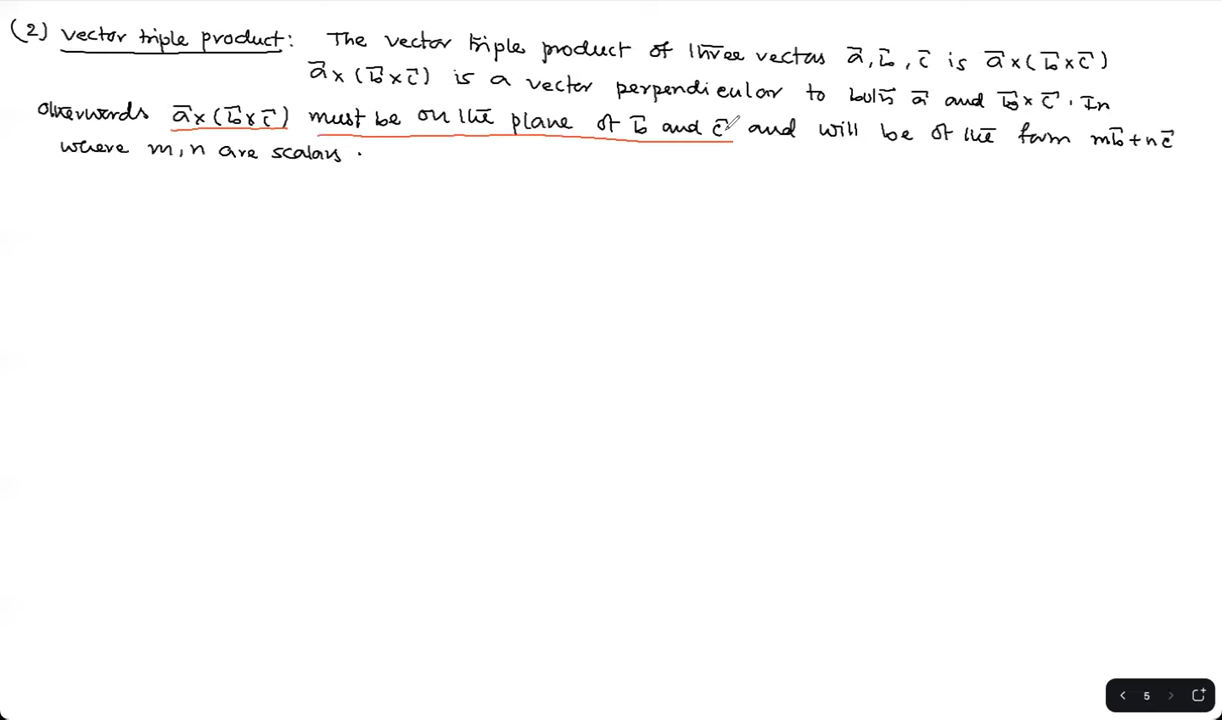 (2) vector triple product: The vector triple product of three vectors a⃗, b⃗, c⃗ is a⃗×(b⃗×c⃗)
a⃗×(b⃗×c⃗) is a vector perpendicular to both a⃗ and b⃗×c⃗. In
otherwords a⃗×(b⃗×c⃗) must be on the plane of b⃗ and c⃗ and will be of the form mb⃗+nc⃗
where m,n are scalars.
5